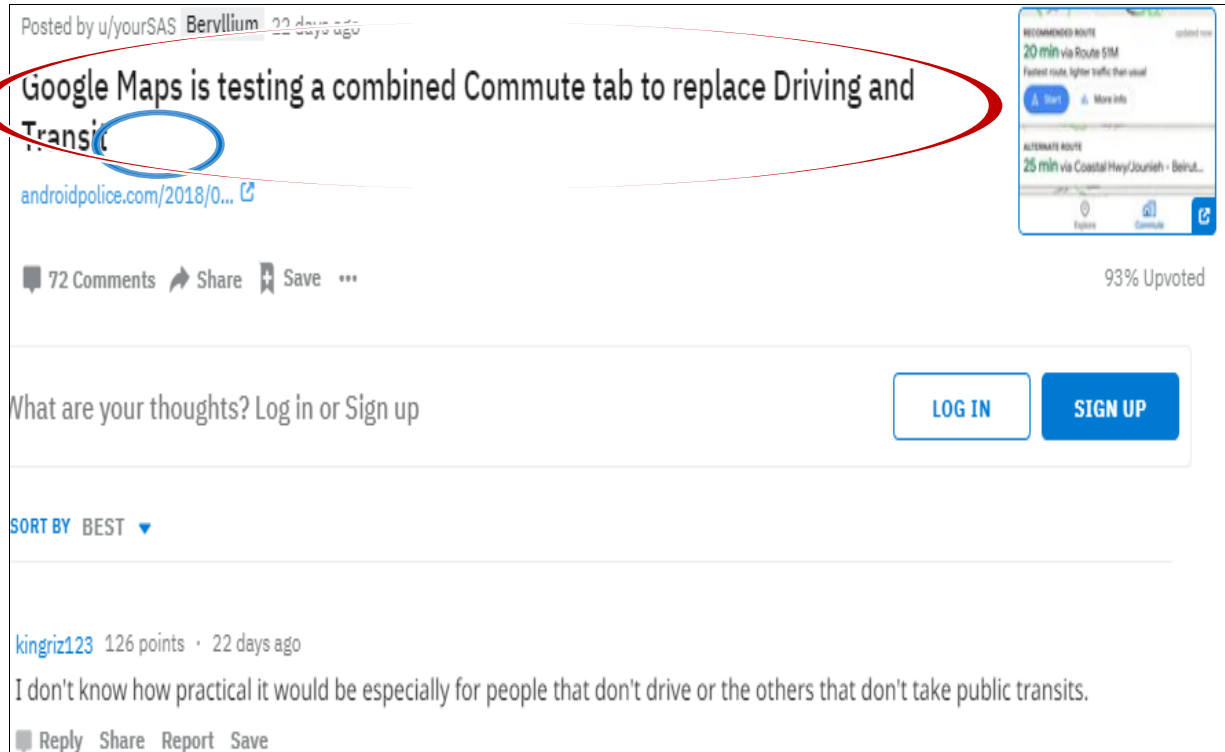 Posted by u/yourSAS Beryllium 22 days ago
Google Maps is testing a combined Commute tab to replace Driving and
Transit
androidpolice.com/2018/0...
72 Comments Share Save
93% Upvoted
RECOMMENDED ROUTE updated now
20 min via Route 51M
Fastest route, lighter traffic than usual
Start More info
ALTERNATE ROUTE
25 min via Coastal Hwy/Jounieh - Beirut...
Explore Commute
What are your thoughts? Log in or Sign up
LOG IN
SIGN UP
SORT BY BEST
kingriz123 126 points · 22 days ago
I don't know how practical it would be especially for people that don't drive or the others that don't take public transits.
Reply Share Report Save